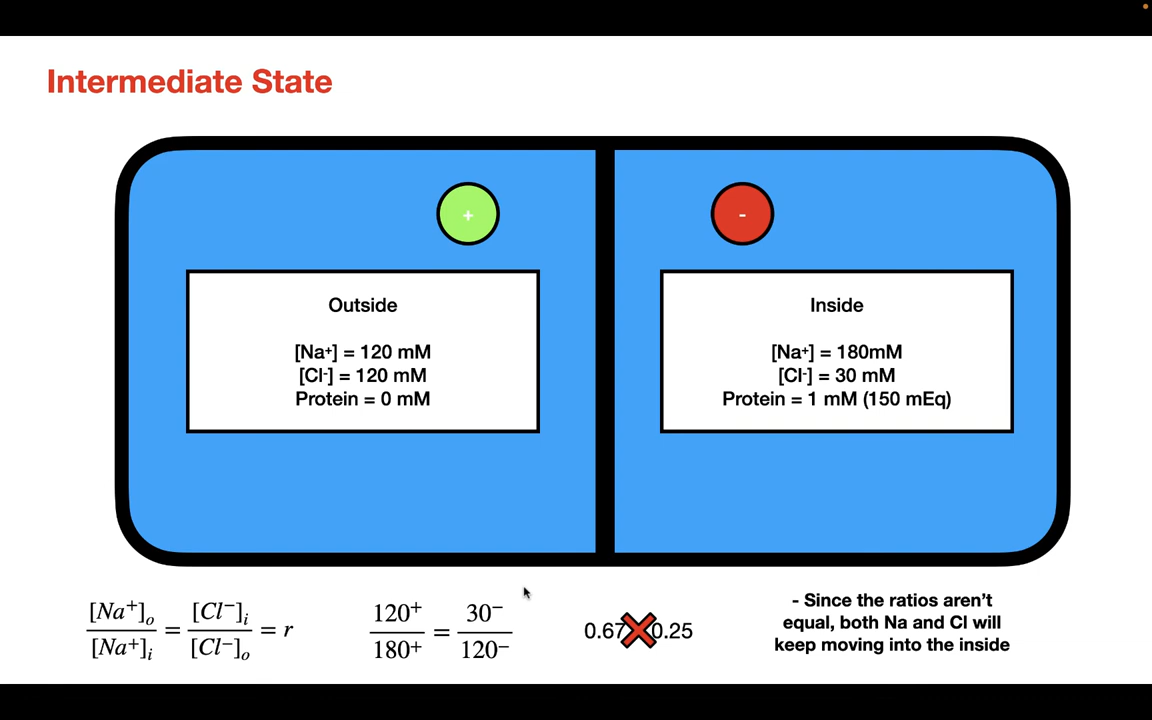 Intermediate State
+
-
Outside
[Na⁺] = 120 mM
[Cl⁻] = 120 mM
Protein = 0 mM
Inside
[Na⁺] = 180mM
[Cl⁻] = 30 mM
Protein = 1 mM (150 mEq)
[Na⁺]ₒ / [Na⁺]ᵢ = [Cl⁻]ᵢ / [Cl⁻]ₒ = r
120⁺ / 180⁺ = 30⁻ / 120⁻
0.67 0.25
- Since the ratios aren’t
equal, both Na and Cl will
keep moving into the inside